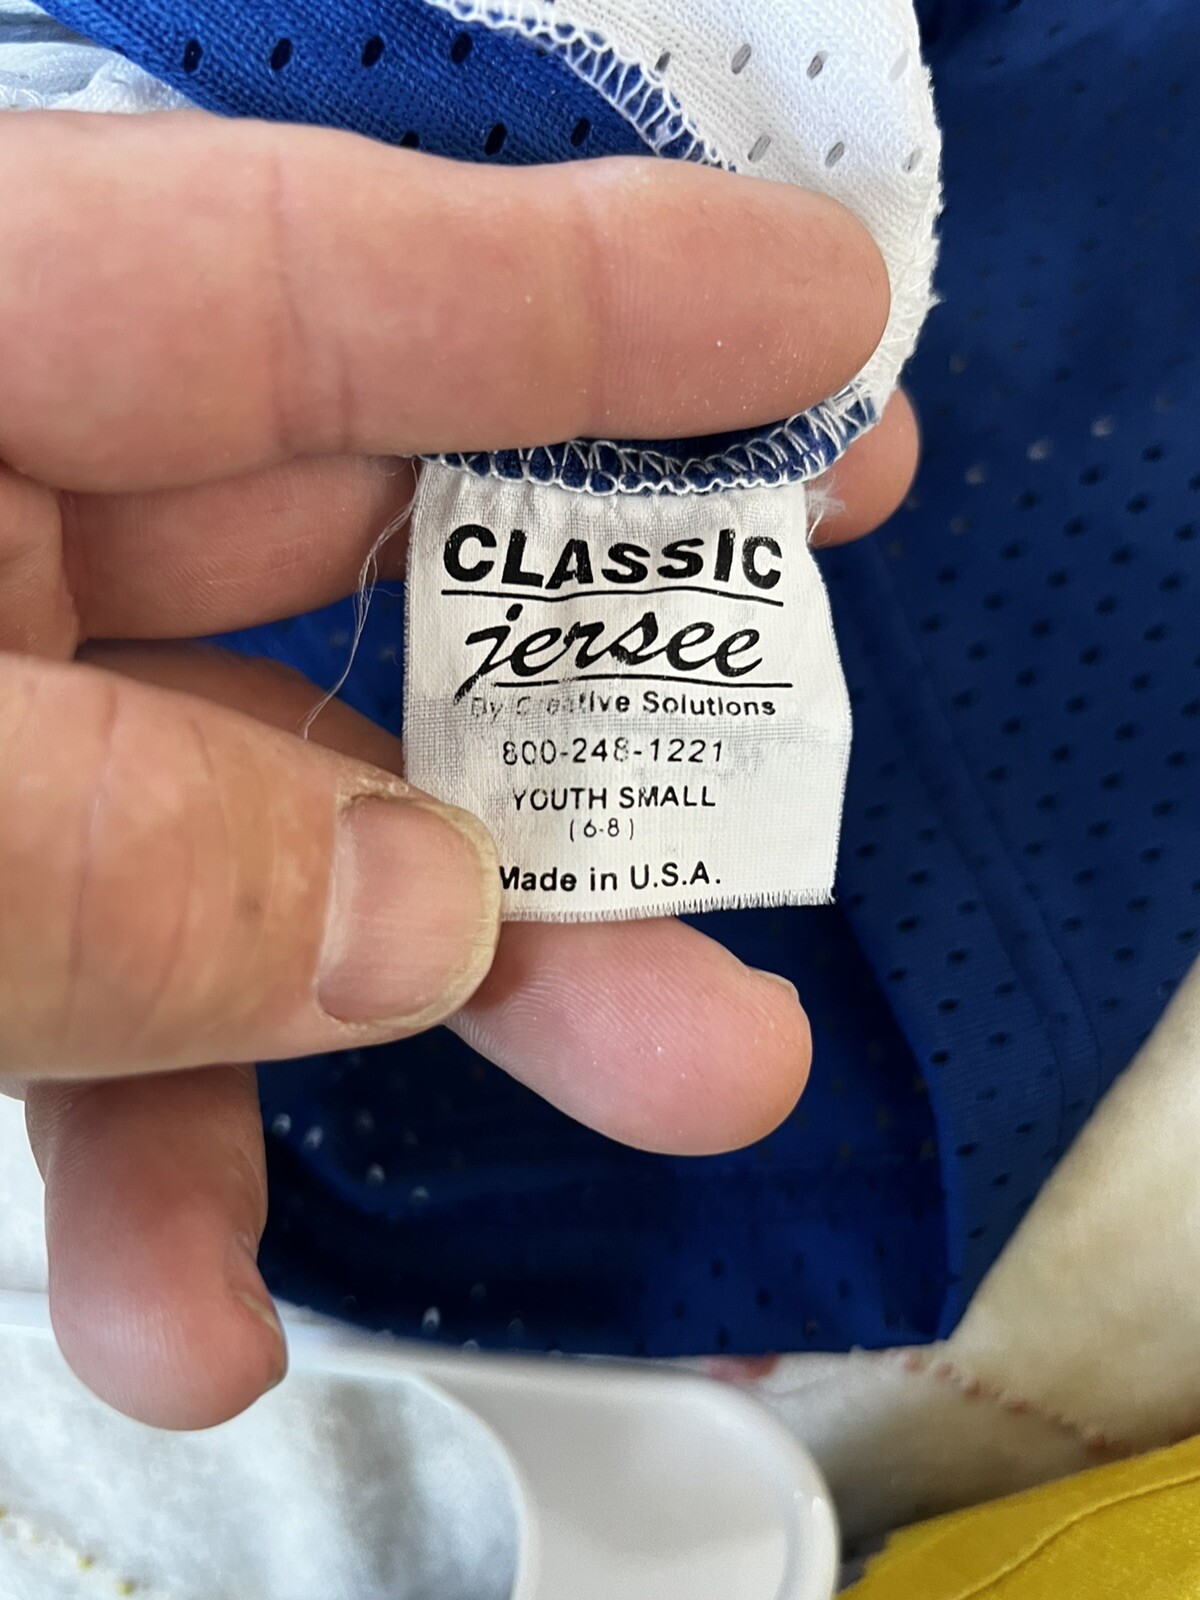 CLASSIC
jersee
By Creative Solutions
800-248-1221
YOUTH SMALL
(6-8)
Made in U.S.A.